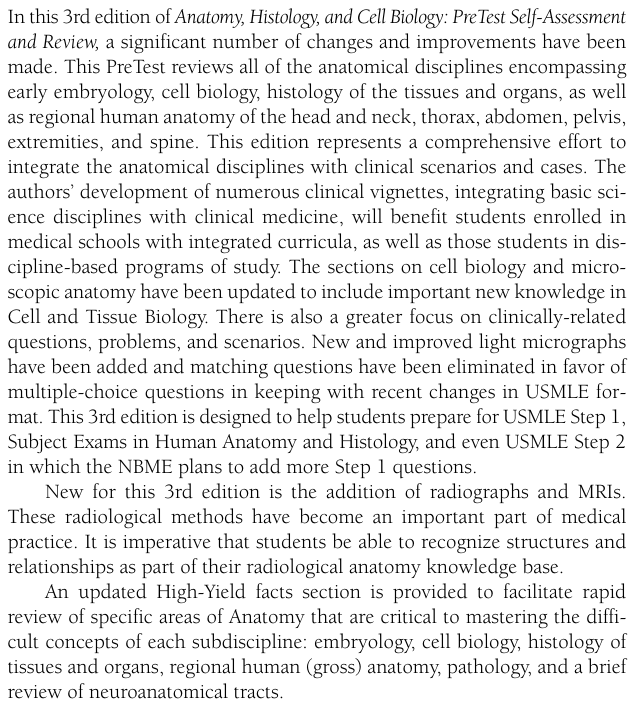 In this 3rd edition of Anatomy, Histology, and Cell Biology: PreTest Self-Assessment
and Review, a significant number of changes and improvements have been
made. This PreTest reviews all of the anatomical disciplines encompassing
early embryology, cell biology, histology of the tissues and organs, as well
as regional human anatomy of the head and neck, thorax, abdomen, pelvis,
extremities, and spine. This edition represents a comprehensive effort to
integrate the anatomical disciplines with clinical scenarios and cases. The
authors’ development of numerous clinical vignettes, integrating basic sci-
ence disciplines with clinical medicine, will benefit students enrolled in
medical schools with integrated curricula, as well as those students in dis-
cipline-based programs of study. The sections on cell biology and micro-
scopic anatomy have been updated to include important new knowledge in
Cell and Tissue Biology. There is also a greater focus on clinically-related
questions, problems, and scenarios. New and improved light micrographs
have been added and matching questions have been eliminated in favor of
multiple-choice questions in keeping with recent changes in USMLE for-
mat. This 3rd edition is designed to help students prepare for USMLE Step 1,
Subject Exams in Human Anatomy and Histology, and even USMLE Step 2
in which the NBME plans to add more Step 1 questions.
New for this 3rd edition is the addition of radiographs and MRIs.
These radiological methods have become an important part of medical
practice. It is imperative that students be able to recognize structures and
relationships as part of their radiological anatomy knowledge base.
An updated High-Yield facts section is provided to facilitate rapid
review of specific areas of Anatomy that are critical to mastering the diffi-
cult concepts of each subdiscipline: embryology, cell biology, histology of
tissues and organs, regional human (gross) anatomy, pathology, and a brief
review of neuroanatomical tracts.